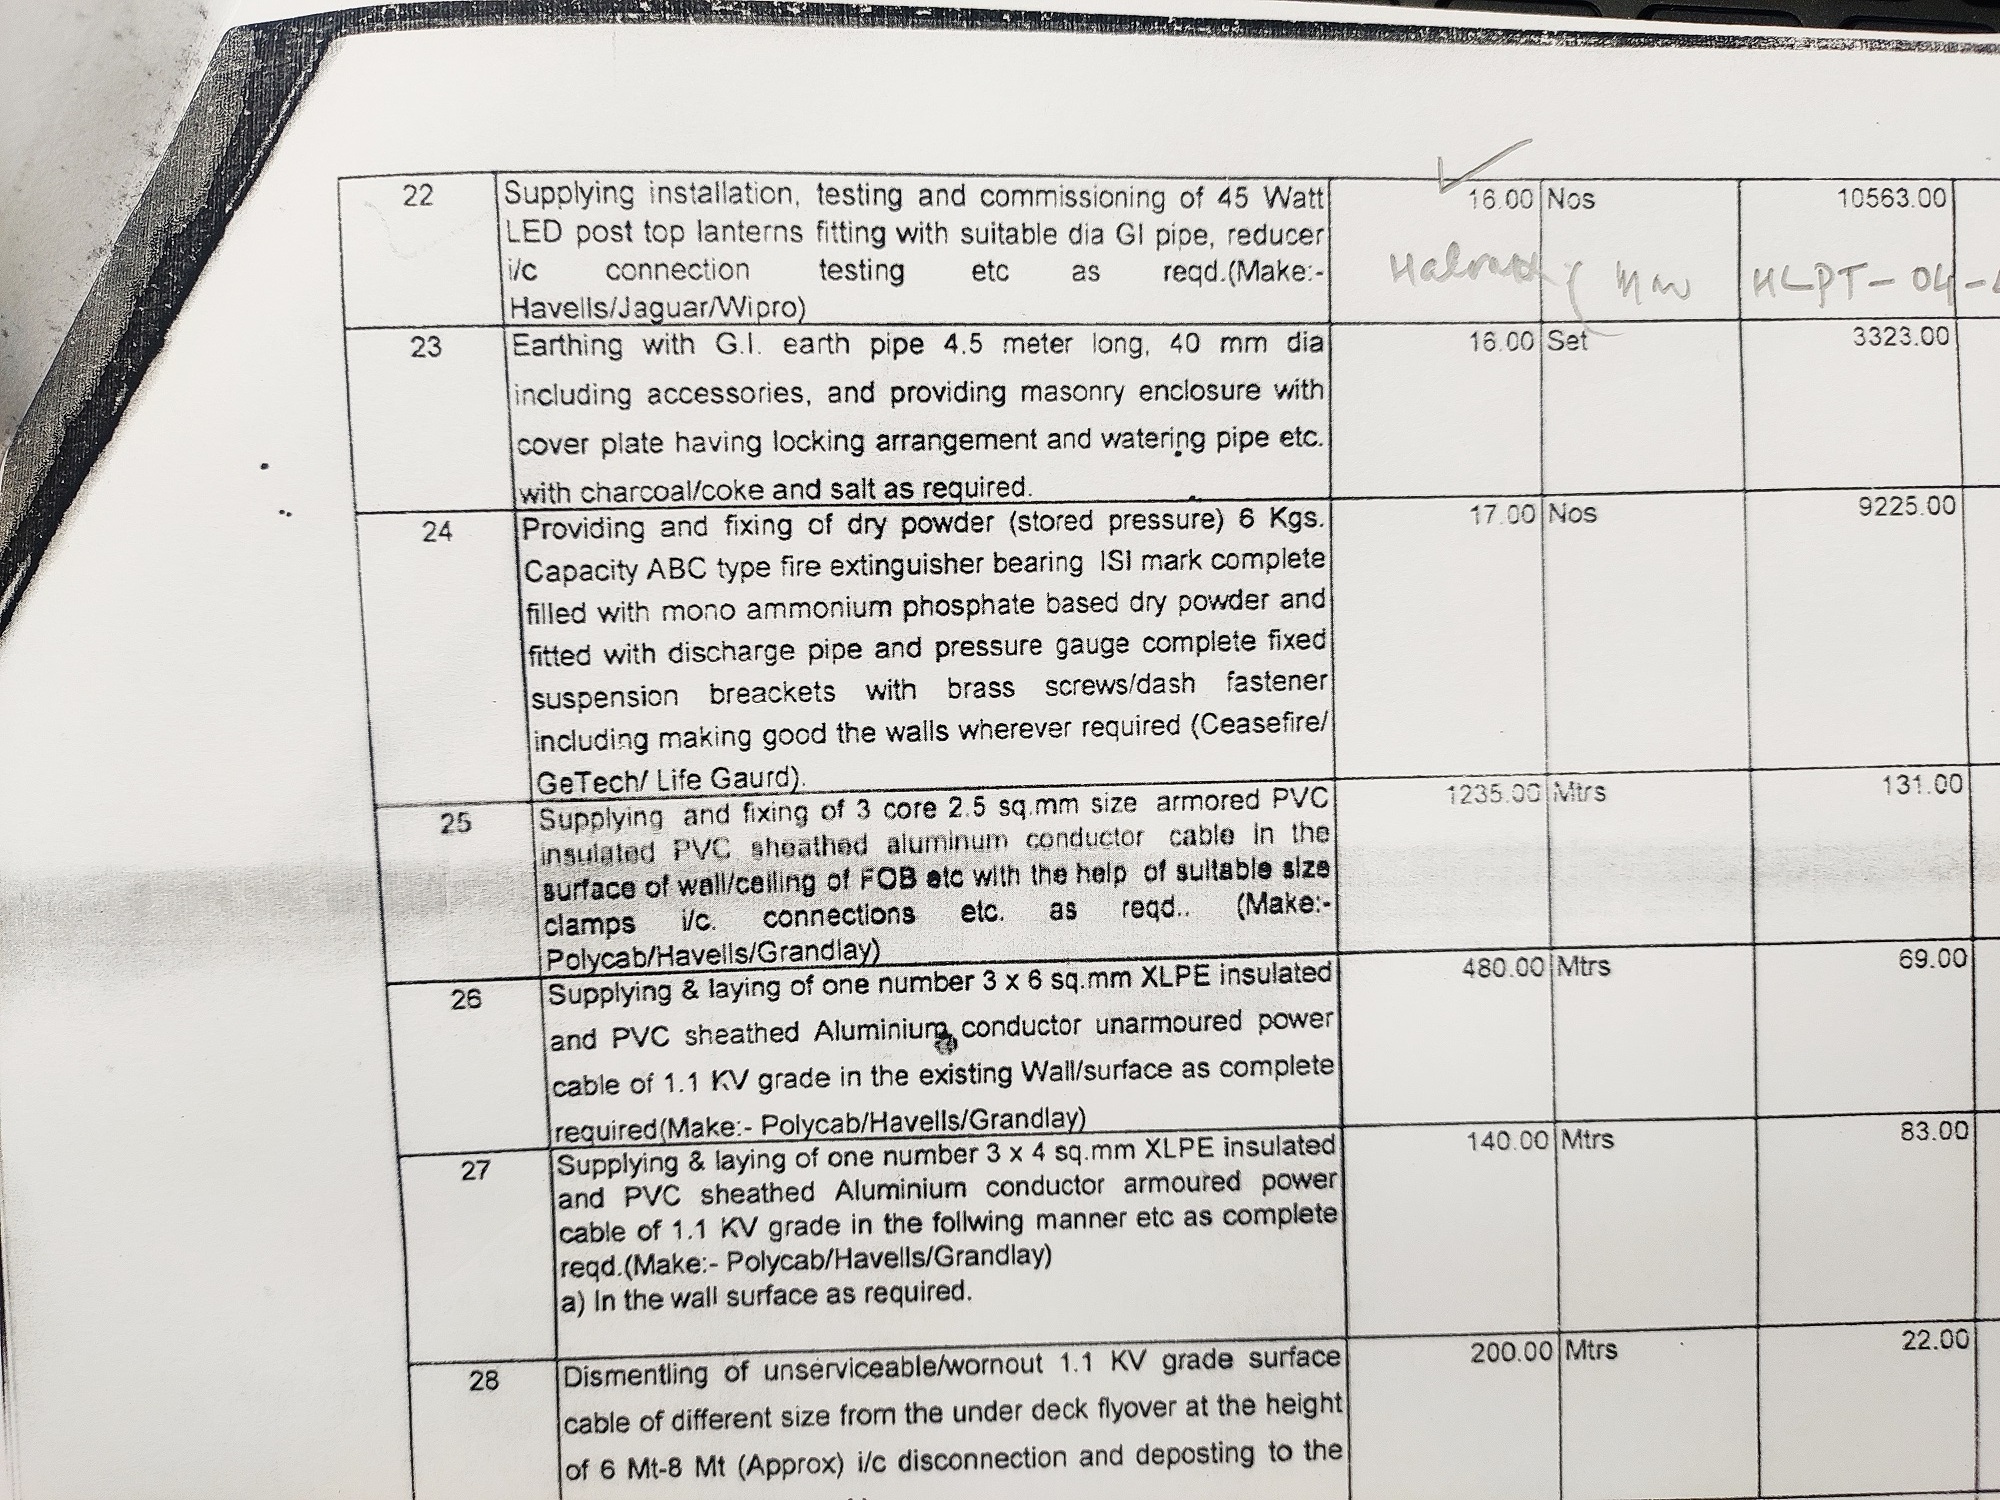 22 Supplying installation, testing and commissioning of 45 Watt 16.00 Nos 10563.00
LED post top lanterns fitting with suitable dia GI pipe, reducer
i/c connection testing etc as reqd.(Make:- HLPT-04-
Havells/Jaguar/Wipro)
23 Earthing with G.I. earth pipe 4.5 meter long, 40 mm dia 16.00 Set 3323.00
including accessories, and providing masonry enclosure with
cover plate having locking arrangement and watering pipe etc.
with charcoal/coke and salt as required.
24 Providing and fixing of dry powder (stored pressure) 6 Kgs. 17.00 Nos 9225.00
Capacity ABC type fire extinguisher bearing ISI mark complete
filled with mono ammonium phosphate based dry powder and
fitted with discharge pipe and pressure gauge complete fixed
suspension breackets with brass screws/dash fastener
including making good the walls wherever required (Ceasefire/
GeTech/ Life Gaurd).
25 Supplying and fixing of 3 core 2.5 sq.mm size armored PVC 1235.00 Mtrs 131.00
insulated PVC sheathed aluminum conductor cable in the
surface of wall/ceiling of FOB etc with the help of suitable size
clamps i/c. connections etc. as reqd.. (Make:-
Polycab/Havells/Grandlay)
26 Supplying & laying of one number 3 x 6 sq.mm XLPE insulated 480.00 Mtrs 69.00
and PVC sheathed Aluminium conductor unarmoured power
cable of 1.1 KV grade in the existing Wall/surface as complete
required(Make:- Polycab/Havells/Grandlay)
27 Supplying & laying of one number 3 x 4 sq.mm XLPE insulated 140.00 Mtrs 83.00
and PVC sheathed Aluminium conductor armoured power
cable of 1.1 KV grade in the follwing manner etc as complete
reqd.(Make:- Polycab/Havells/Grandlay)
a) In the wall surface as required.
28 Dismentling of unserviceable/wornout 1.1 KV grade surface 200.00 Mtrs 22.00
cable of different size from the under deck flyover at the height
of 6 Mt-8 Mt (Approx) i/c disconnection and deposting to the